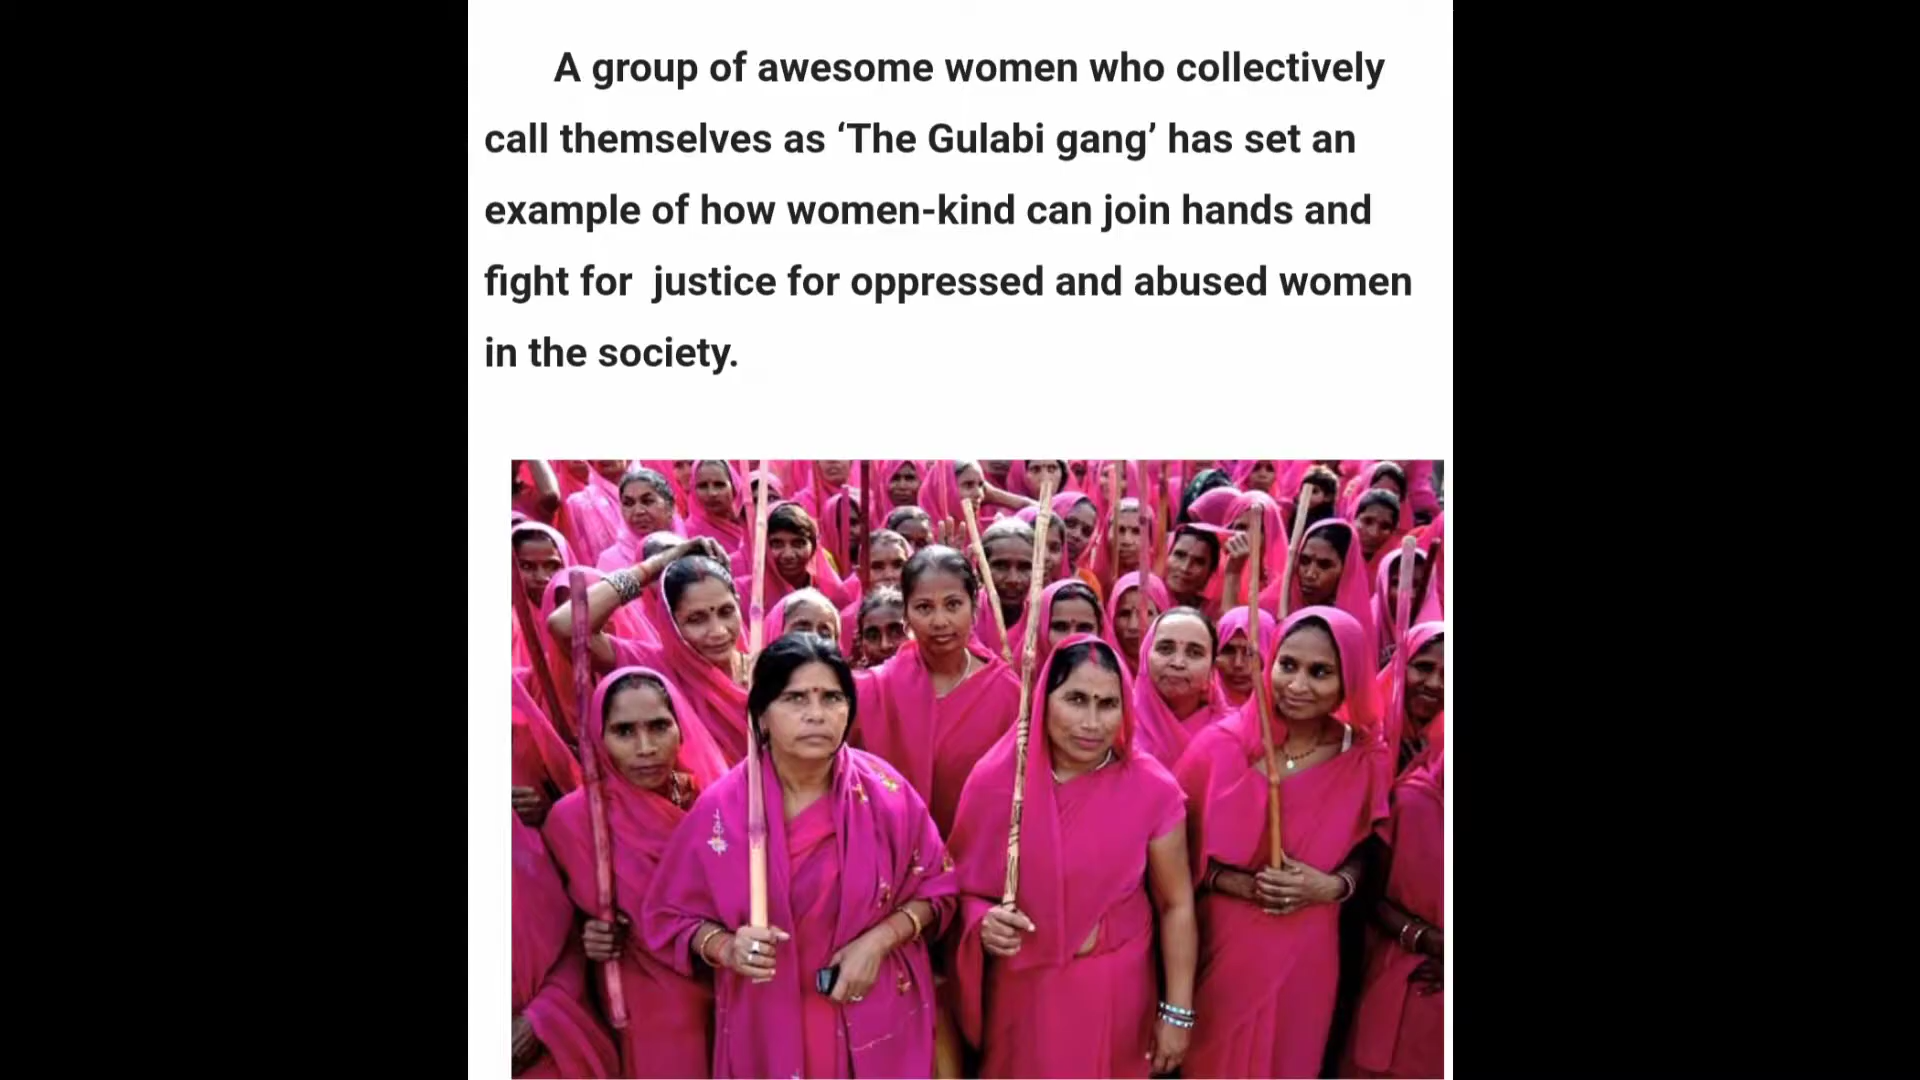 A group of awesome women who collectively
call themselves as ‘The Gulabi gang’ has set an
example of how women-kind can join hands and
fight for  justice for oppressed and abused women
in the society.